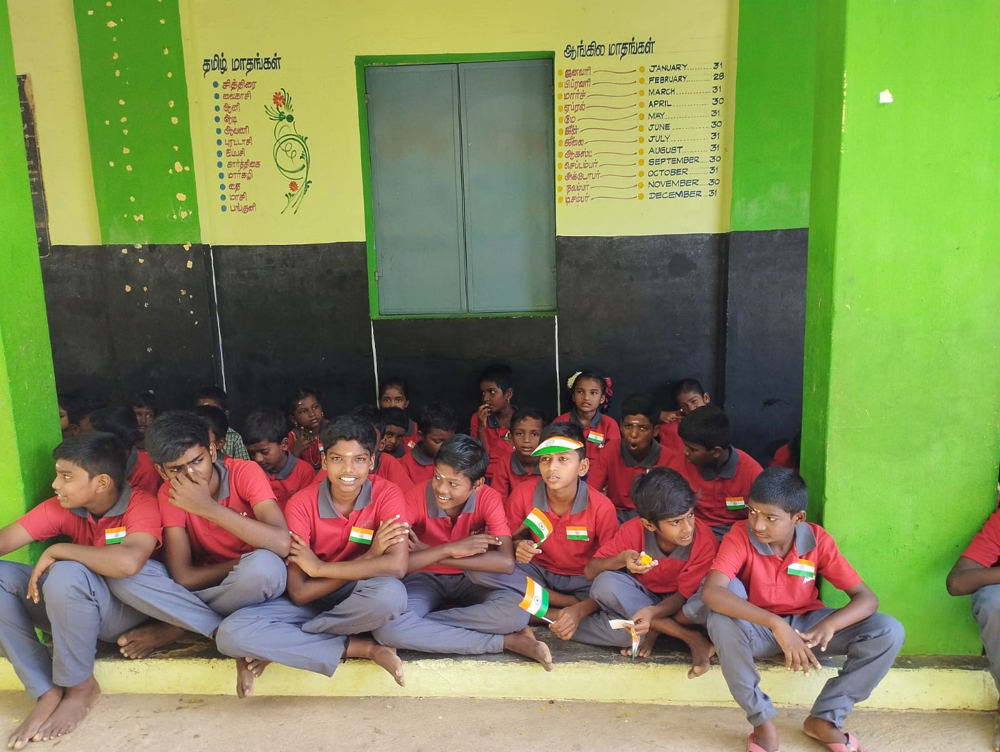 தமிழ் மாதங்கள்
சித்திரை
வைகாசி
ஆனி
ஆடி
ஆவணி
புரட்டாசி
ஐப்பசி
கார்த்திகை
மார்கழி
தை
மாசி
பங்குனி
ஆங்கில மாதங்கள்
ஜனவரி JANUARY 31
பிப்ரவரி FEBRUARY 28
மார்ச் MARCH 31
ஏப்ரல் APRIL 30
மே MAY 31
ஜூன் JUNE 30
ஜூலை JULY 31
ஆகஸ்ட் AUGUST 31
செப்டம்பர் SEPTEMBER 30
அக்டோபர் OCTOBER 31
நவம்பர் NOVEMBER 30
டிசம்பர் DECEMBER 31